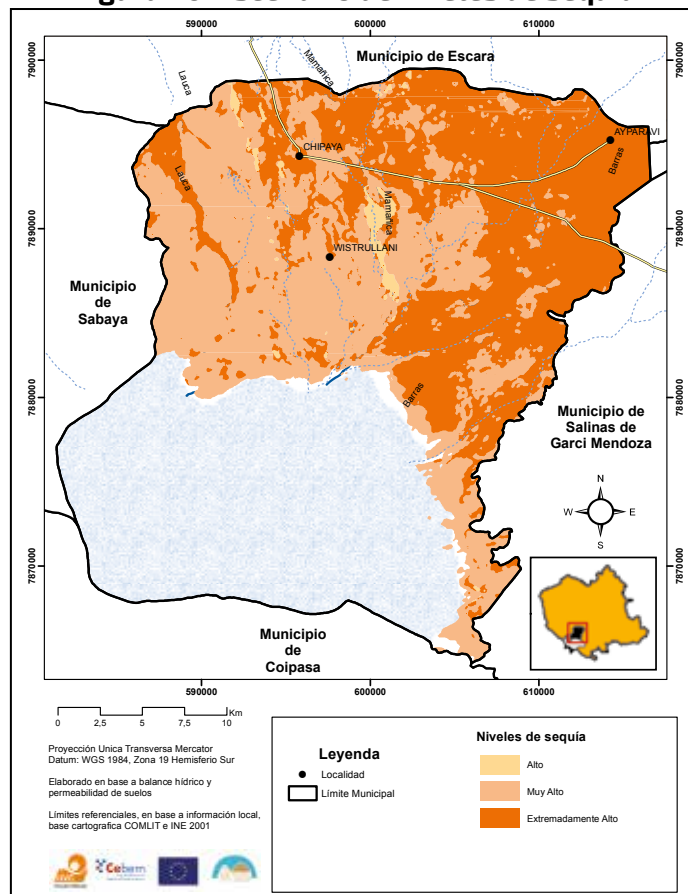 590000 600000 610000
7900000 7900000
Municipio de Escara
Lauca
Mamañica
AYPARAVI
CHIPAYA
Barras
Lauca
Mamañica
7890000 7890000
WISTRULLANI
Municipio
de
Sabaya
7880000 7880000
Barras
Municipio de
Salinas de
Garci Mendoza
N
W E
S
7870000 7870000
Municipio
de
Coipasa
590000 600000 610000
Km
0 2,5 5 7,5 10
Proyección Unica Transversa Mercator
Datum: WGS 1984, Zona 19 Hemisferio Sur
Elaborado en base a balance hídrico y
permeabilidad de suelos
Límites referenciales, en base a información local,
base cartografica COMLIT e INE 2001
Cebem
Leyenda
Localidad
Límite Municipal
Niveles de sequía
Alto
Muy Alto
Extremadamente Alto